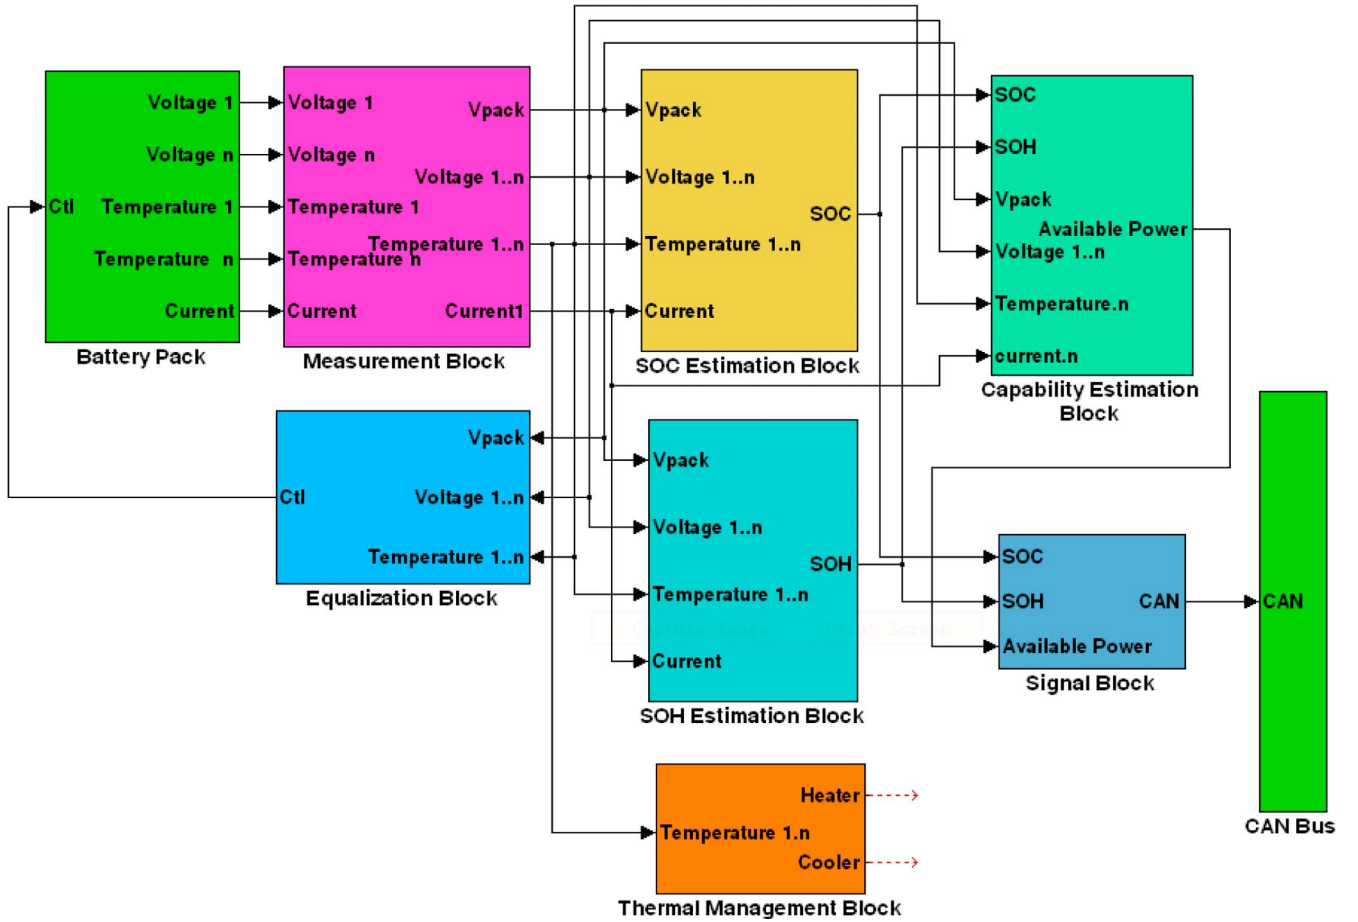 Voltage 1
Voltage n
Ctl
Temperature 1
Temperature n
Current
Battery Pack
Voltage 1
Voltage n
Temperature 1
Temperature n
Current
Vpack
Voltage 1..n
Temperature 1..n
Current1
Measurement Block
Vpack
Voltage 1..n
Temperature 1..n
Current
SOC
SOC Estimation Block
SOC
SOH
Vpack
Voltage 1..n
Temperature.n
current.n
Available Power
Capability Estimation
Block
Vpack
Voltage 1..n
Temperature 1..n
Ctl
Equalization Block
Vpack
Voltage 1..n
Temperature 1..n
Current
SOH
SOH Estimation Block
SOC
SOH
Available Power
CAN
Signal Block
CAN
CAN Bus
Temperature 1.n
Heater
Cooler
Thermal Management Block